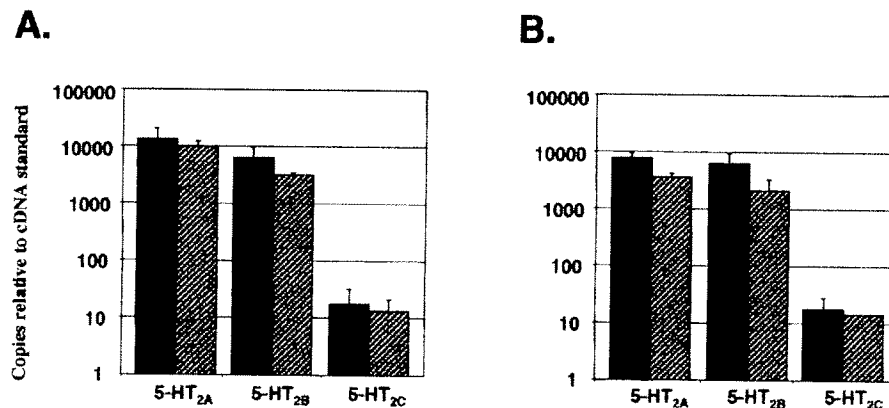 A.
Copies relative to cDNA standard
100000
10000
1000
100
10
1
5-HT2A
5-HT2B
5-HT2C
B.
100000
10000
1000
100
10
1
5-HT2A
5-HT2B
5-HT2C